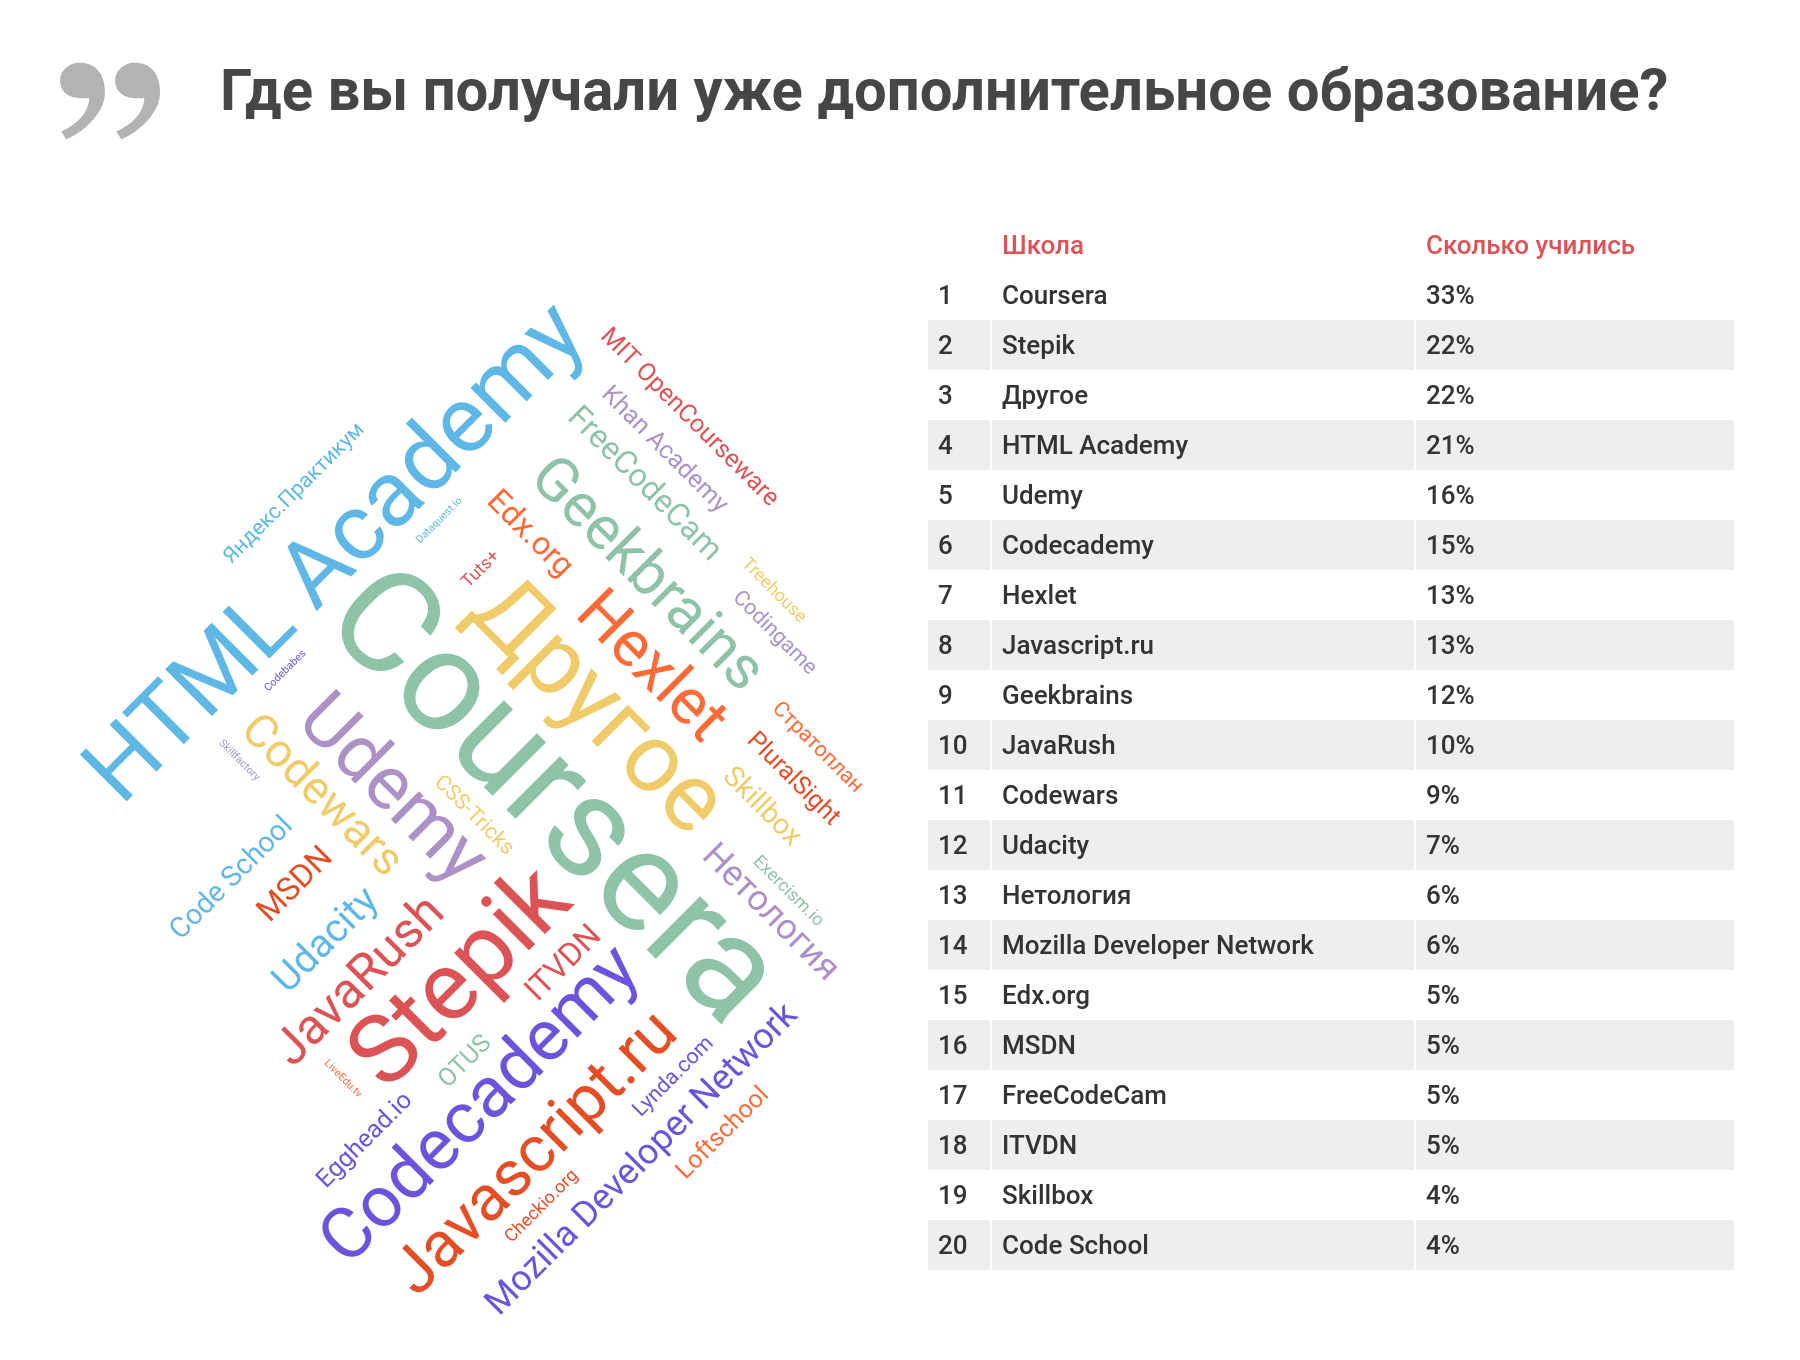 Где вы получали уже дополнительное образование?
Школа Сколько учились
1 Coursera 33%
2 Stepik 22%
3 Другое 22%
4 HTML Academy 21%
5 Udemy 16%
6 Codecademy 15%
7 Hexlet 13%
8 Javascript.ru 13%
9 Geekbrains 12%
10 JavaRush 10%
11 Codewars 9%
12 Udacity 7%
13 Нетология 6%
14 Mozilla Developer Network 6%
15 Edx.org 5%
16 MSDN 5%
17 FreeCodeCam 5%
18 ITVDN 5%
19 Skillbox 4%
20 Code School 4%
HTML Academy
MIT OpenCourseware
Khan Academy
FreeCodeCam
Яндекс.Практикум
Geekbrains
Edx.org
Dataquest.io
Tuts+
Treehouse
Codingame
Coursera
Другое
Hexlet
Codebabes
Udemy
Codewars
Skillfactory
CSS-Tricks
Стратоплан
PluralSight
Skillbox
Code School
MSDN
Нетология
Exercism.io
Udacity
JavaRush
Stepik
ITVDN
Codecademy
OTUS
LiveEdu.tv
Egghead.io
Javascript.ru
Lynda.com
Mozilla Developer Network
Loftschool
Checkio.org